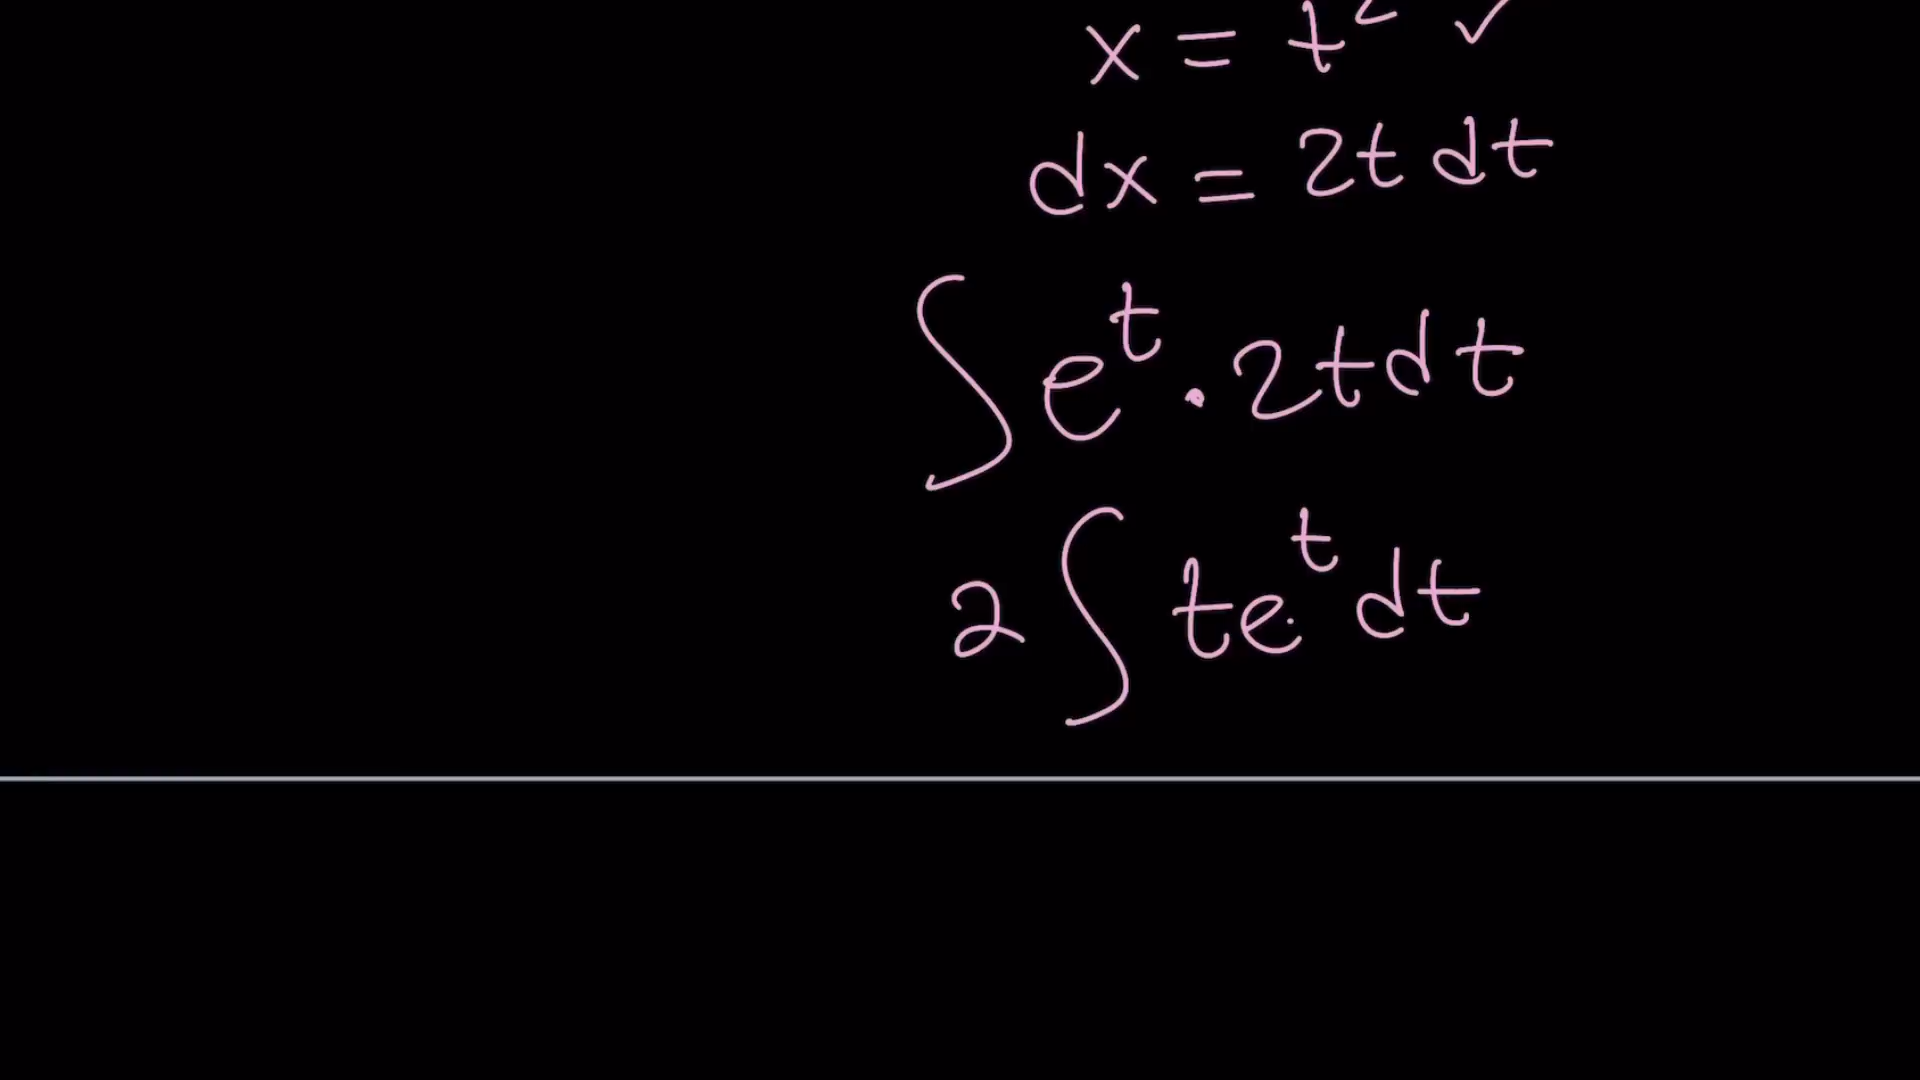 x = t² ✓
dx = 2t dt
∫ eᵗ · 2t dt
2 ∫ teᵗ dt